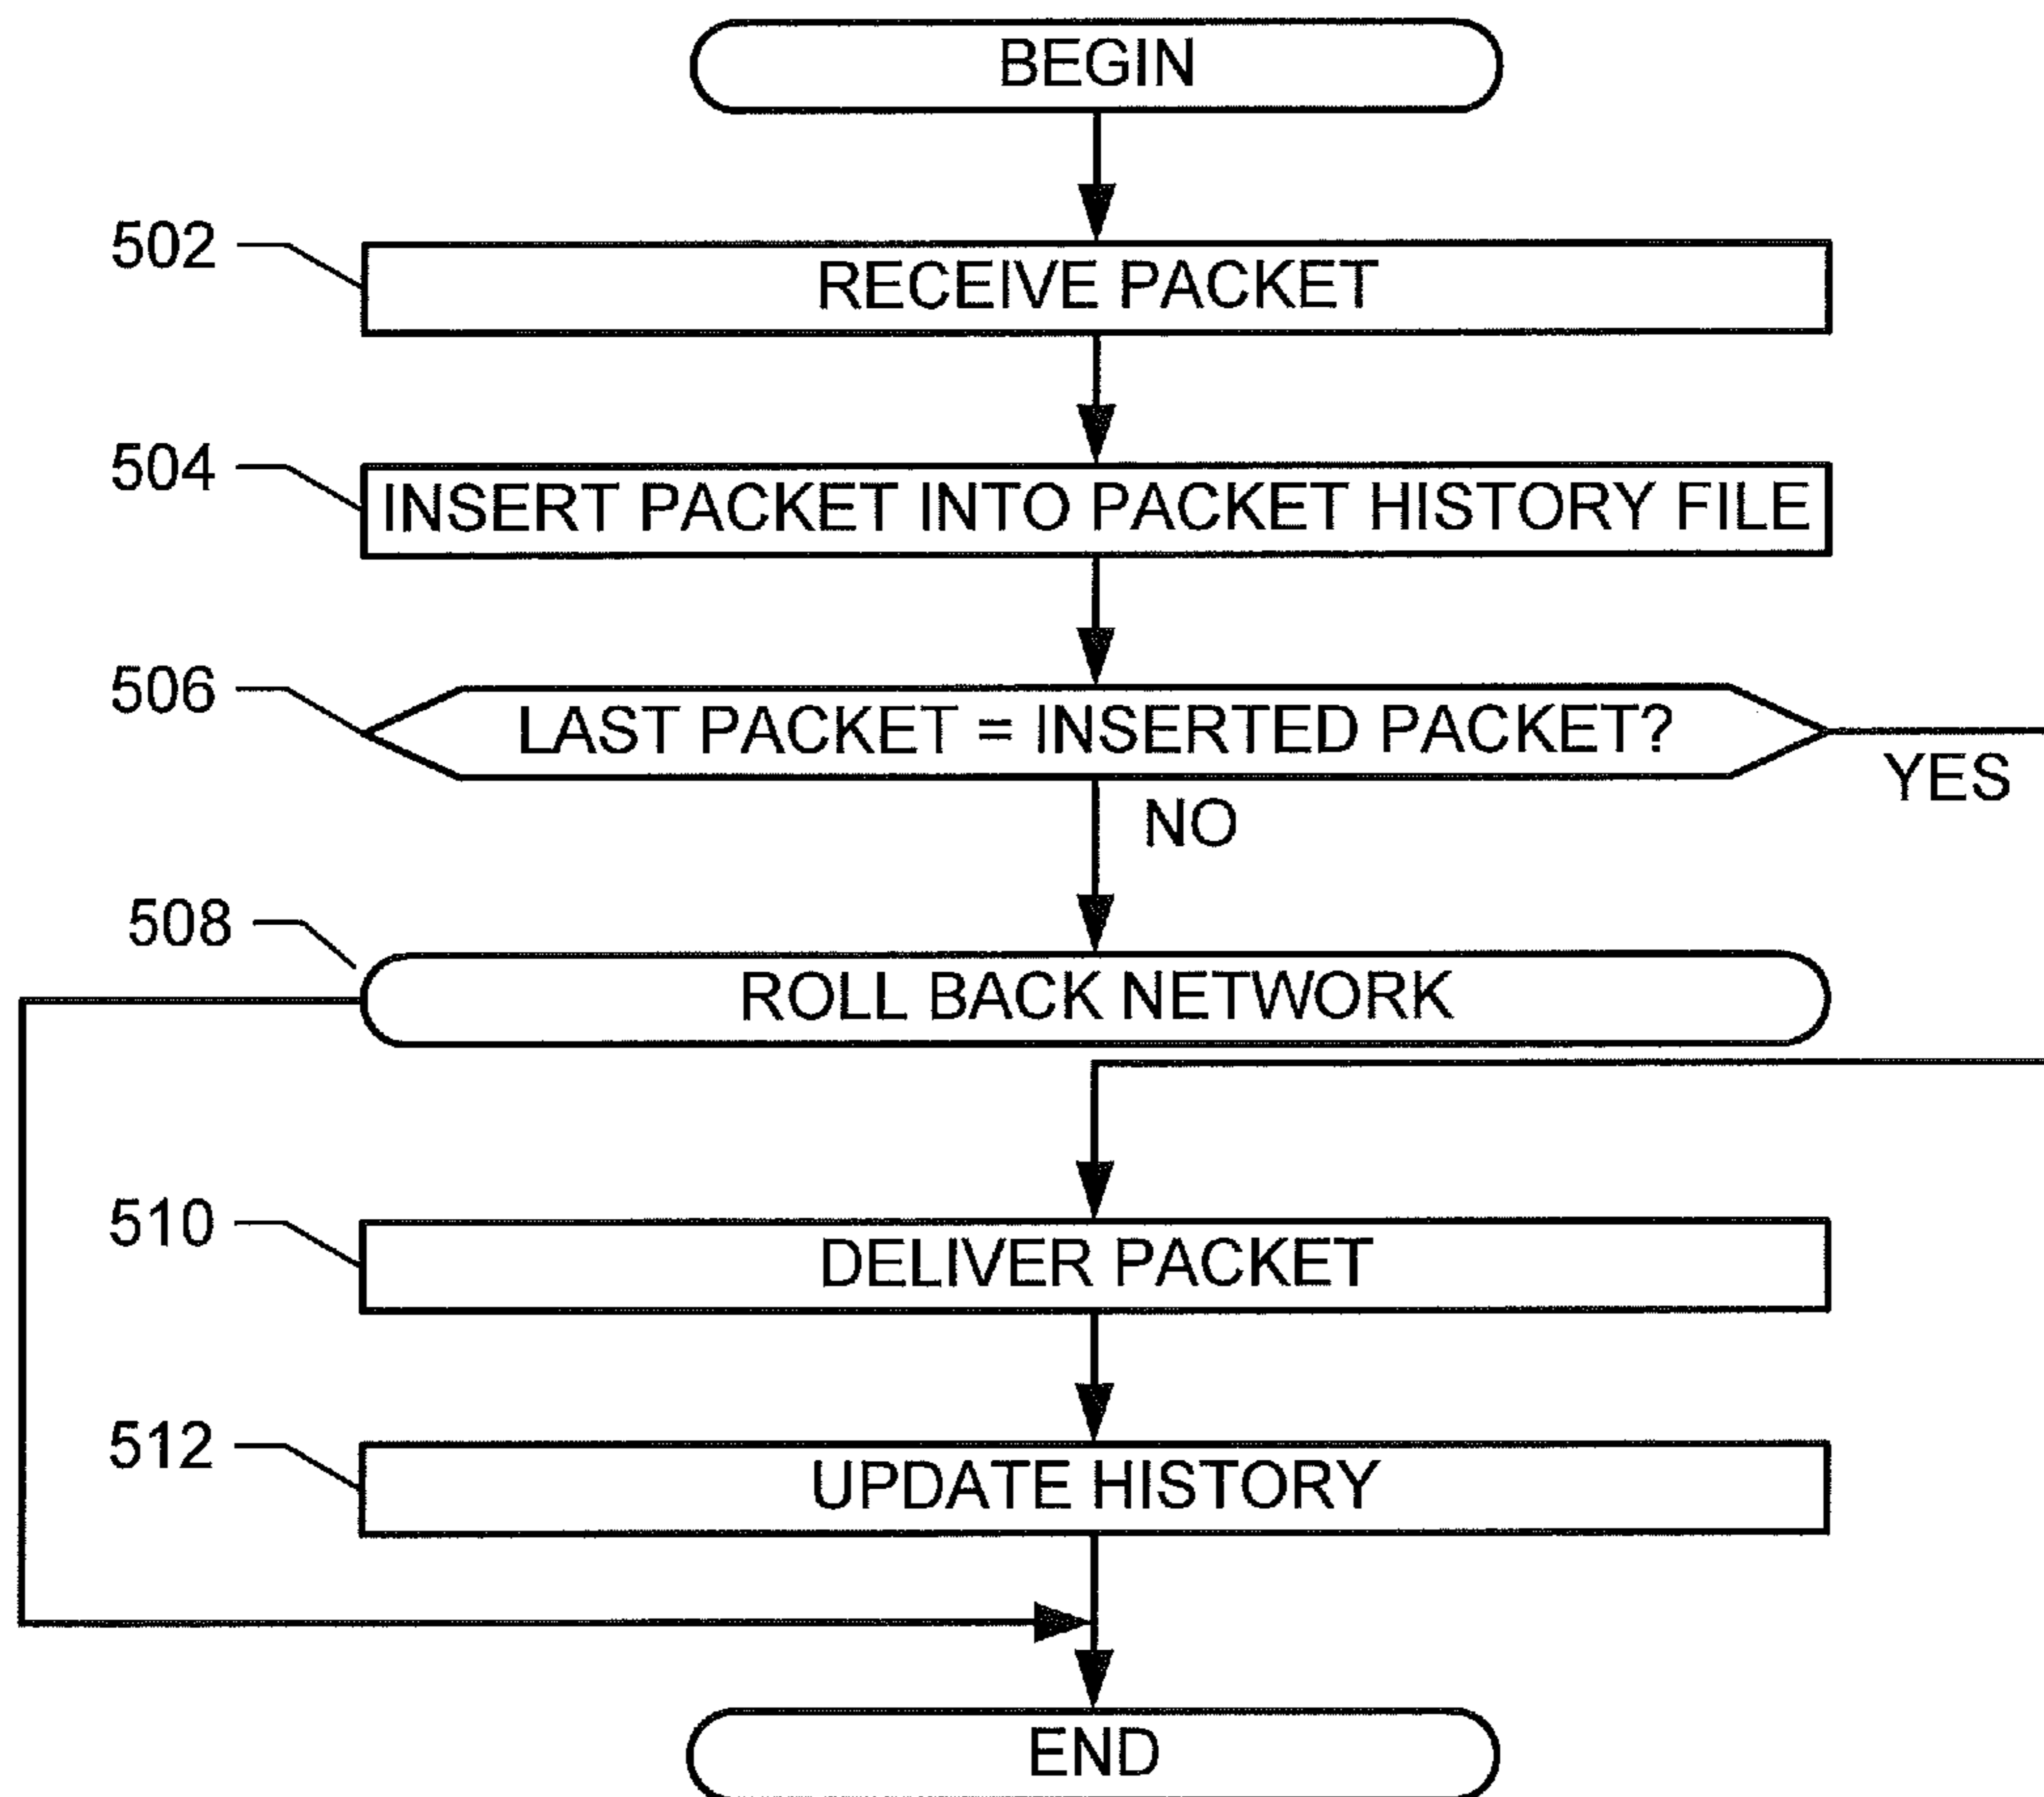 BEGIN
502
RECEIVE PACKET
504
INSERT PACKET INTO PACKET HISTORY FILE
506
LAST PACKET = INSERTED PACKET?
YES
NO
508
ROLL BACK NETWORK
510
DELIVER PACKET
512
UPDATE HISTORY
END